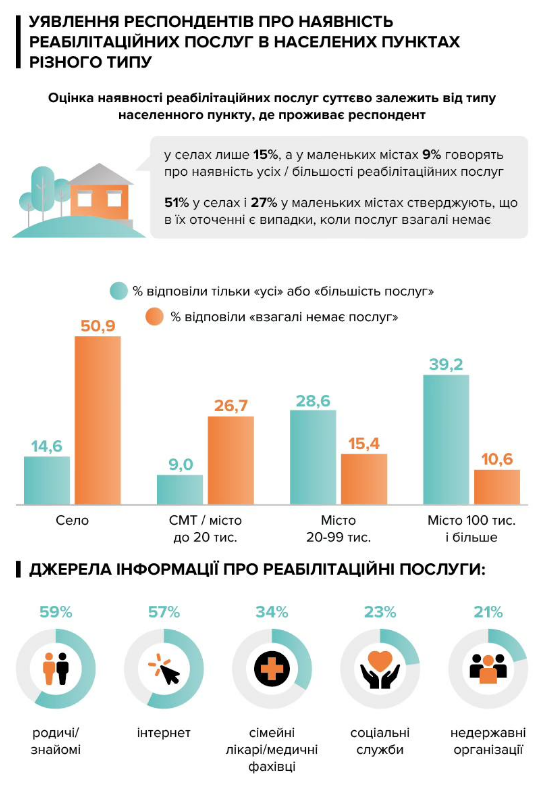 УЯВЛЕННЯ РЕСПОНДЕНТІВ ПРО НАЯВНІСТЬ
РЕАБІЛІТАЦІЙНИХ ПОСЛУГ В НАСЕЛЕНИХ ПУНКТАХ
РІЗНОГО ТИПУ
Оцінка наявності реабілітаційних послуг суттєво залежить від типу
населенного пункту, де проживає респондент
у селах лише 15%, а у маленьких містах 9% говорять
про наявність усіх / більшості реабілітаційних послуг
51% у селах і 27% у маленьких містах стверджують, що
в їх оточенні є випадки, коли послуг взагалі немає
% відповіли тільки «усі» або «більшість послуг»
% відповіли «взагалі немає послуг»
14,6
50,9
9,0
26,7
28,6
15,4
39,2
10,6
Село
СМТ / місто
до 20 тис.
Місто
20-99 тис.
Місто 100 тис.
і більше
ДЖЕРЕЛА ІНФОРМАЦІЇ ПРО РЕАБІЛІТАЦІЙНІ ПОСЛУГИ:
59%
57%
34%
23%
21%
родичі/
знайомі
інтернет
сімейні
лікарі/медичні
фахівці
соціальні
служби
недержавні
організації